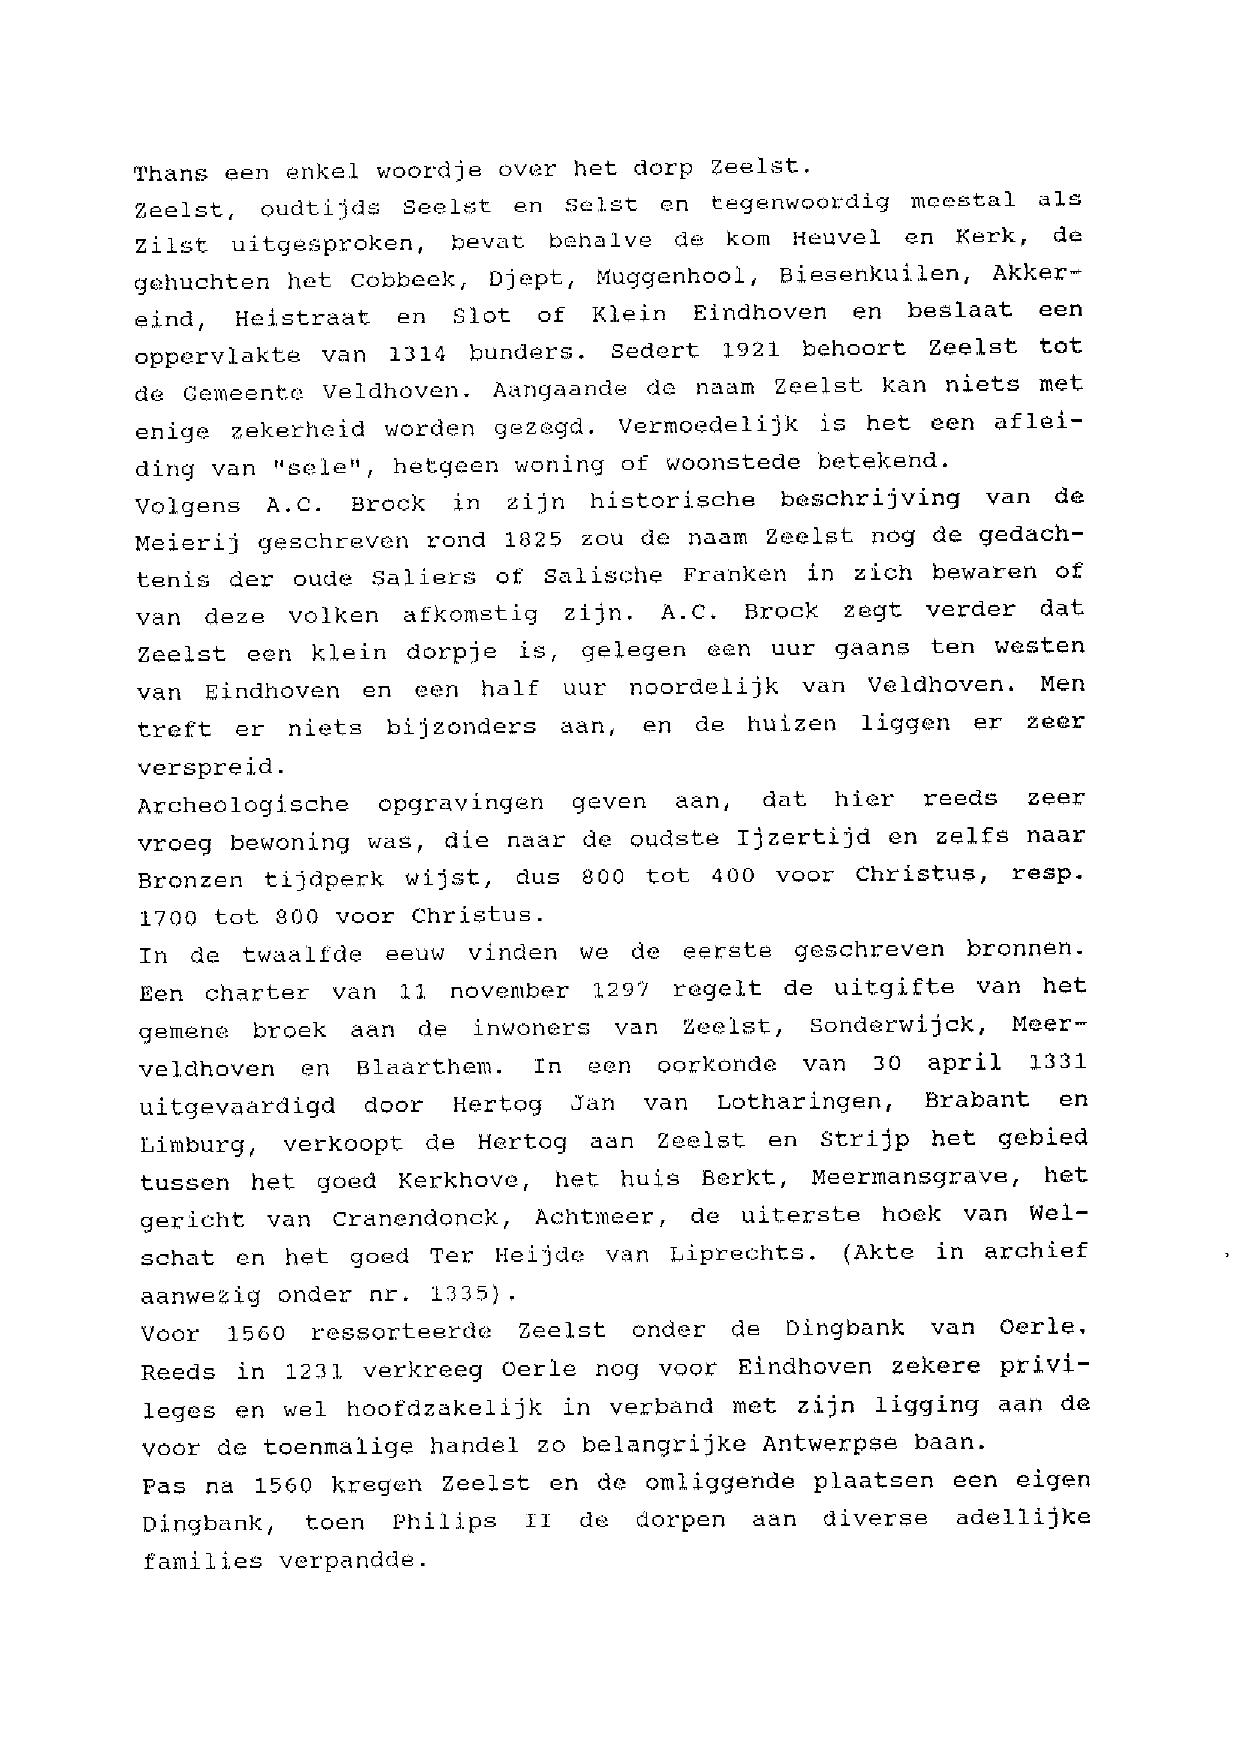 Thans een enkel woordje over het dorp Zeelst.
Zeelst, oudtijds Seelst en Selst en tegenwoordig meestal als
Zilst uitgesproken, bevat behalve de kom Heuvel en Kerk, de
gehuchten het Cobbeek, Djept, Muggenhool, Biesenkuilen, Akker-
eind, Heistraat en Slot of Klein Eindhoven en beslaat een
oppervlakte van 1314 bunders. Sedert 1921 behoort Zeelst tot
de Gemeente Veldhoven. Aangaande de naam Zeelst kan niets met
enige zekerheid worden gezegd. Vermoedelijk is het een aflei-
ding van "sele", hetgeen woning of woonstede betekend.
Volgens A.C. Brock in zijn historische beschrijving van de
Meierij geschreven rond 1825 zou de naam Zeelst nog de gedach-
tenis der oude Saliers of Salische Franken in zich bewaren of
van deze volken afkomstig zijn. A.C. Brock zegt verder dat
Zeelst een klein dorpje is, gelegen een uur gaans ten westen
van Eindhoven en een half uur noordelijk van Veldhoven. Men
treft er niets bijzonders aan, en de huizen liggen er zeer
verspreid.
Archeologische opgravingen geven aan, dat hier reeds zeer
vroeg bewoning was, die naar de oudste Ijzertijd en zelfs naar
Bronzen tijdperk wijst, dus 800 tot 400 voor Christus, resp.
1700 tot 800 voor Christus.
In de twaalfde eeuw vinden we de eerste geschreven bronnen.
Een charter van 11 november 1297 regelt de uitgifte van het
gemene broek aan de inwoners van Zeelst, Sonderwijck, Meer-
veldhoven en Blaarthem. In een oorkonde van 30 april 1331
uitgevaardigd door Hertog Jan van Lotharingen, Brabant en
Limburg, verkoopt de Hertog aan Zeelst en Strijp het gebied
tussen het goed Kerkhove, het huis Berkt, Meermansgrave, het
gericht van Cranendonck, Achtmeer, de uiterste hoek van Wel-
schat en het goed Ter Heijde van Liprechts. (Akte in archief
aanwezig onder nr. 1335).
Voor 1560 ressorteerde Zeelst onder de Dingbank van Oerle.
Reeds in 1231 verkreeg Oerle nog voor Eindhoven zekere privi-
leges en wel hoofdzakelijk in verband met zijn ligging aan de
voor de toenmalige handel zo belangrijke Antwerpse baan.
Pas na 1560 kregen Zeelst en de omliggende plaatsen een eigen
Dingbank, toen Philips II de dorpen aan diverse adellijke
families verpandde.